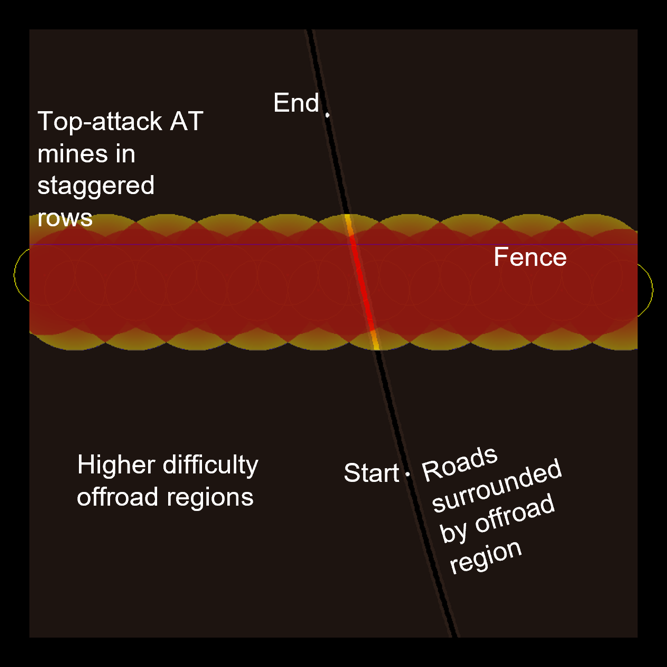 End
Top-attack AT
mines in
staggered
rows
Fence
Higher difficulty
offroad regions
Start
Roads
surrounded
by offroad
region